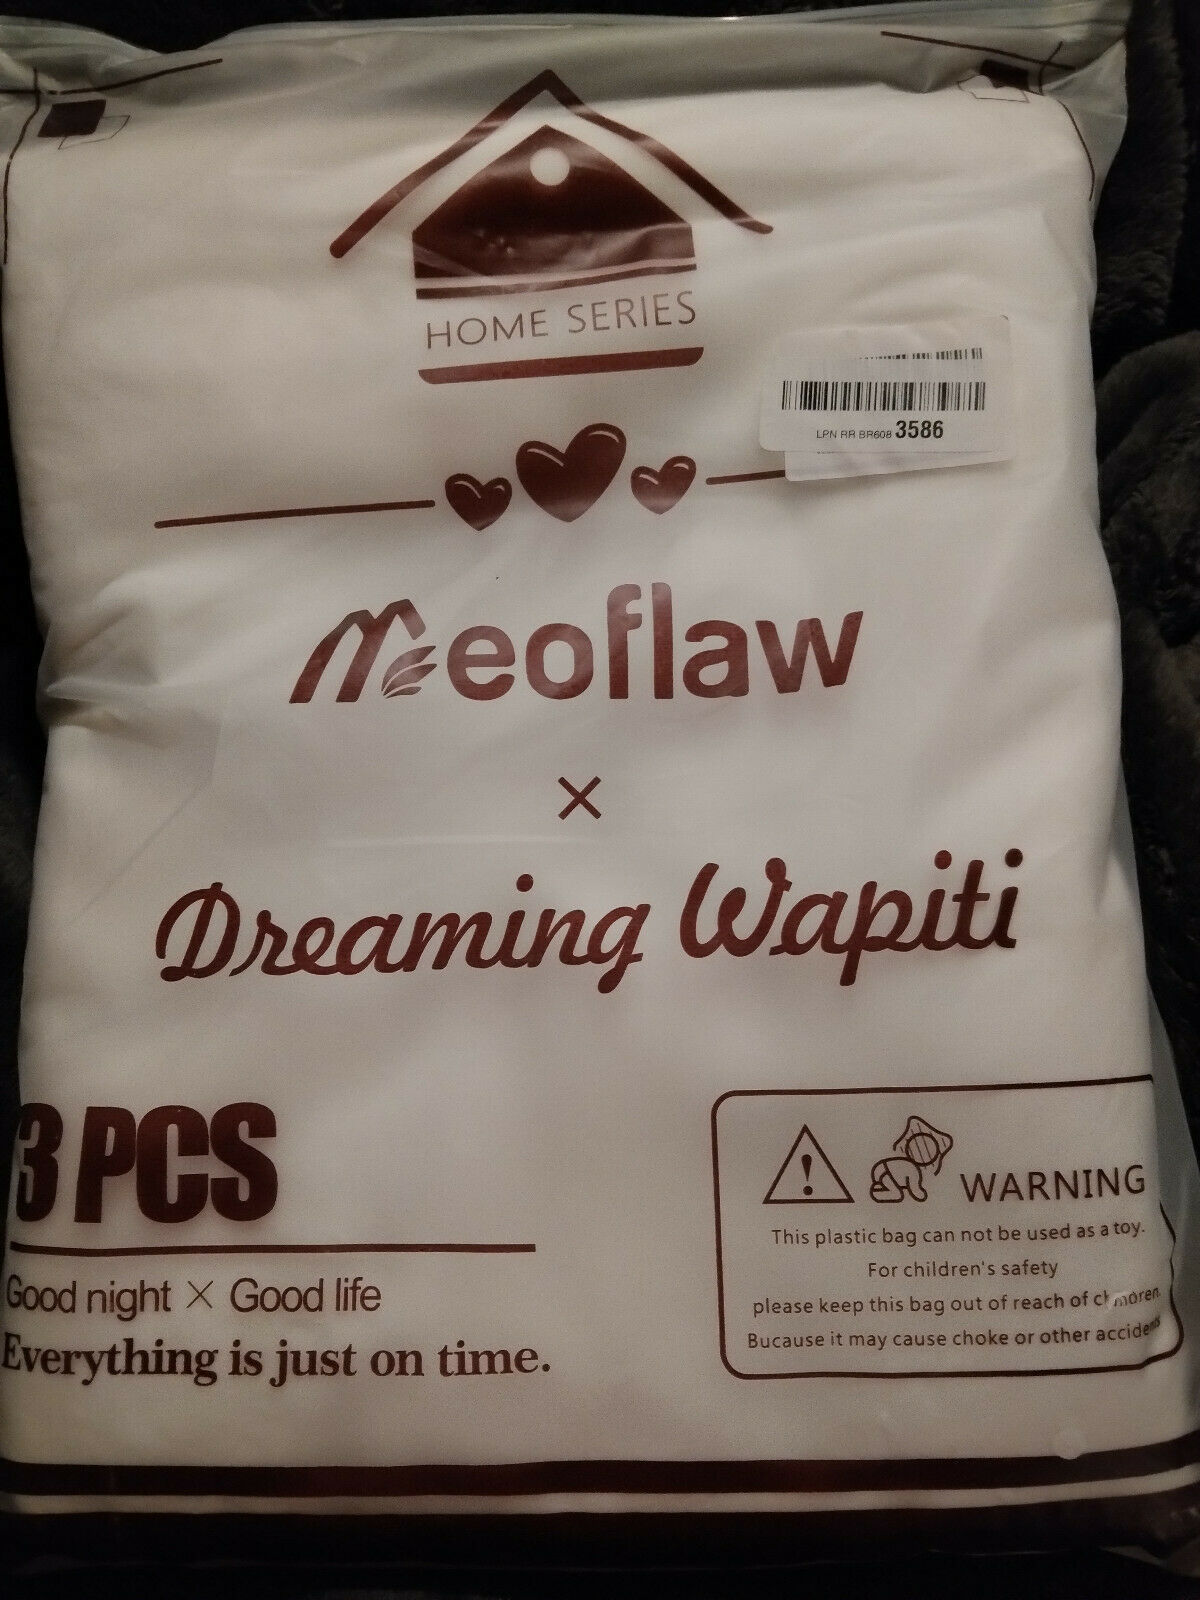 HOME SERIES
LPN RR BR608 3586
Meoflaw
×
Dreaming Wapiti
3 PCS
Good night × Good life
Everything is just on time.
WARNING
This plastic bag can not be used as a toy.
For children's safety
please keep this bag out of reach of
Bucause it may cause choke or other